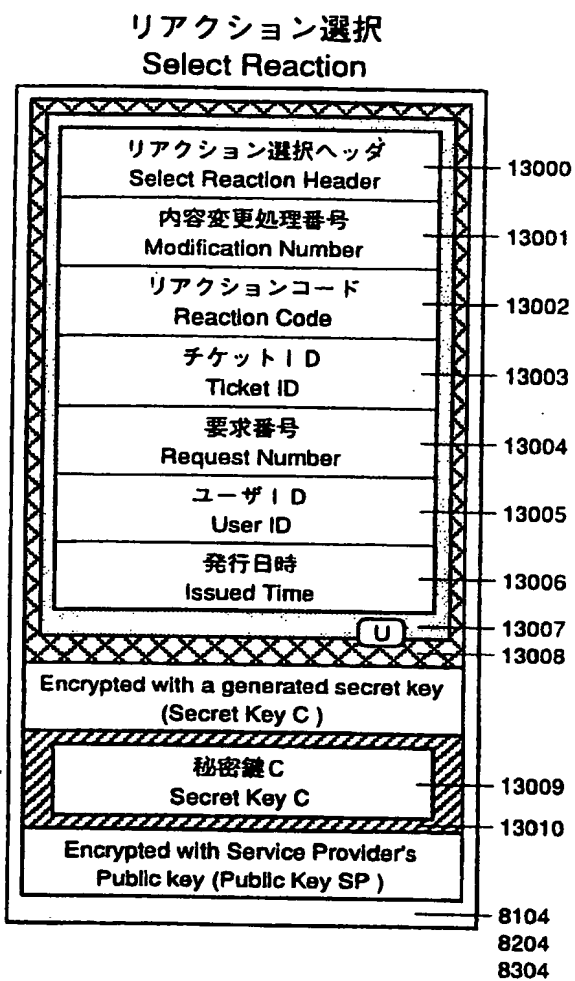 リアクション選択
Select Reaction
リアクション選択ヘッダ
Select Reaction Header
13000
内容変更処理番号
Modification Number
13001
リアクションコード
Reaction Code
13002
チケットID
Ticket ID
13003
要求番号
Request Number
13004
ユーザID
User ID
13005
発行日時
Issued Time
13006
U
13007
13008
Encrypted with a generated secret key
(Secret Key C )
秘密鍵C
Secret Key C
13009
13010
Encrypted with Service Provider's
Public key (Public Key SP )
8104
8204
8304